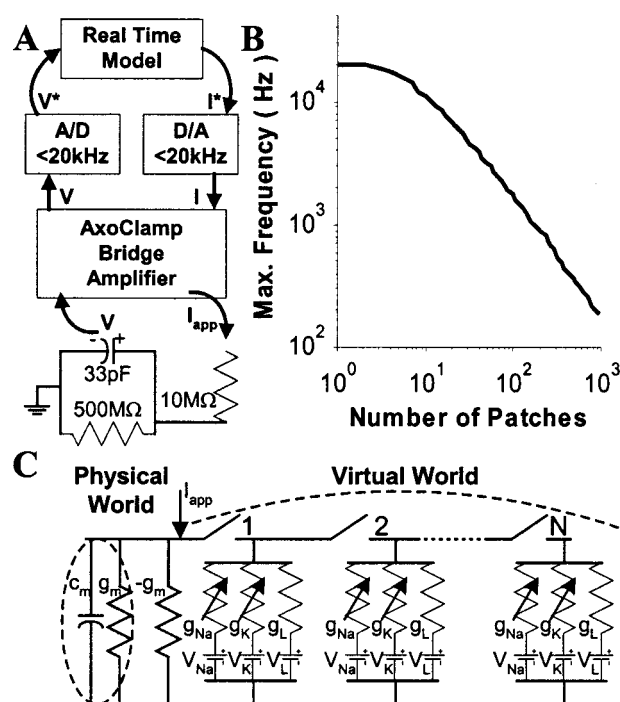 A
Real Time
Model
V*
I*
A/D
<20kHz
D/A
<20kHz
V
I
AxoClamp
Bridge
Amplifier
V
Iapp
- +
33pF
500MΩ
10MΩ
B
Max. Frequency ( Hz )
10^4
10^3
10^2
10^0 10^1 10^2 10^3
Number of Patches
C
Physical
World
Iapp
Virtual World
1 2 N
cm gm -gm
gNa gK gL gNa gK gL gNa gK gL
VNa VK VL VNa VK VL VNa VK VL
+ + + + + + + + +